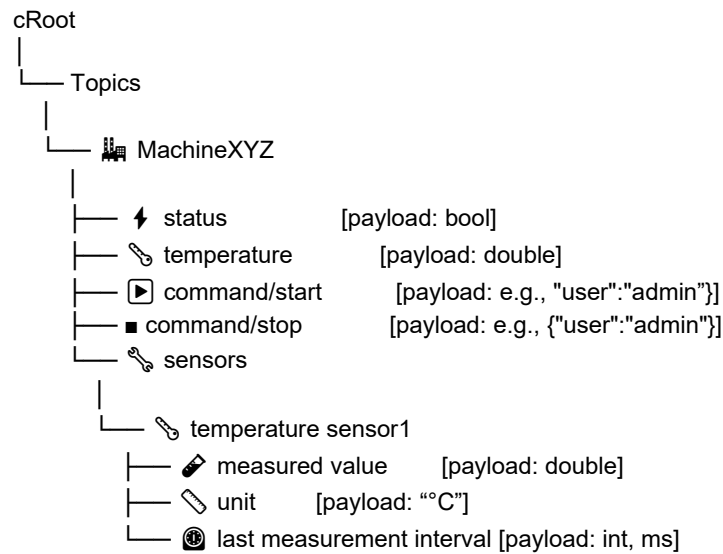 cRoot
Topics
MachineXYZ
status [payload: bool]
temperature [payload: double]
command/start [payload: e.g., "user":"admin”}]
command/stop [payload: e.g., {"user":"admin"}]
sensors
temperature sensor1
measured value [payload: double]
unit [payload: “°C”]
last measurement interval [payload: int, ms]